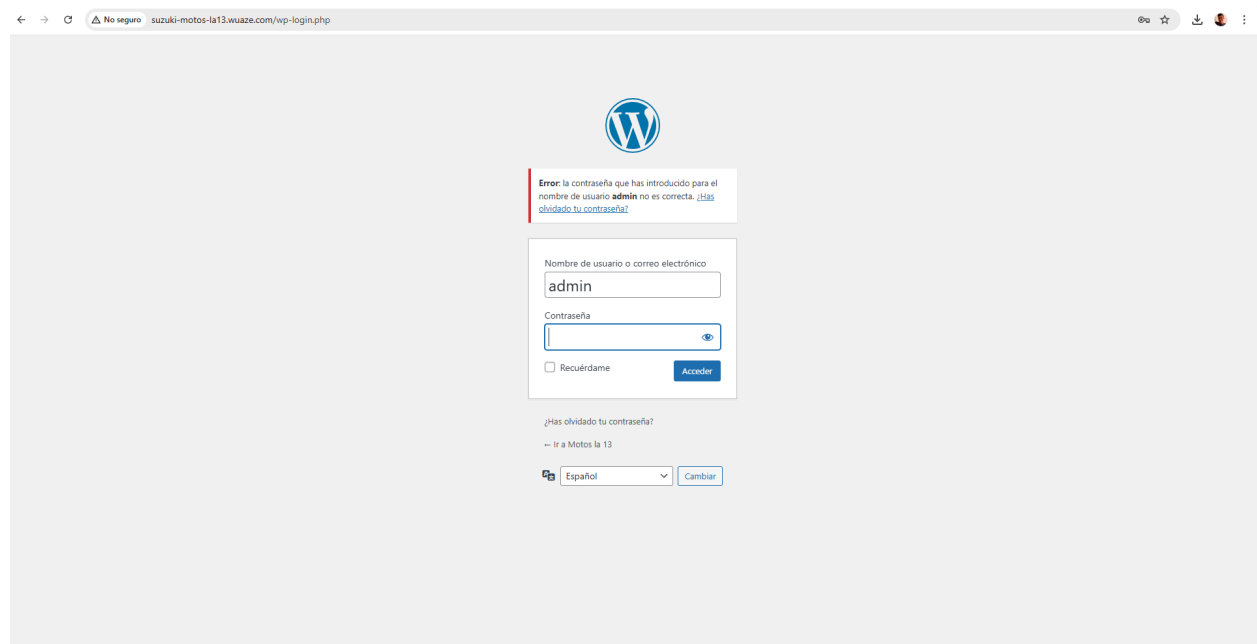 No seguro
suzuki-motos-la13.wuaze.com/wp-login.php
Error: la contraseña que has introducido para el
nombre de usuario admin no es correcta. ¿Has
olvidado tu contraseña?
Nombre de usuario o correo electrónico
admin
Contraseña
Recuérdame
Acceder
¿Has olvidado tu contraseña?
← Ir a Motos la 13
Español
Cambiar